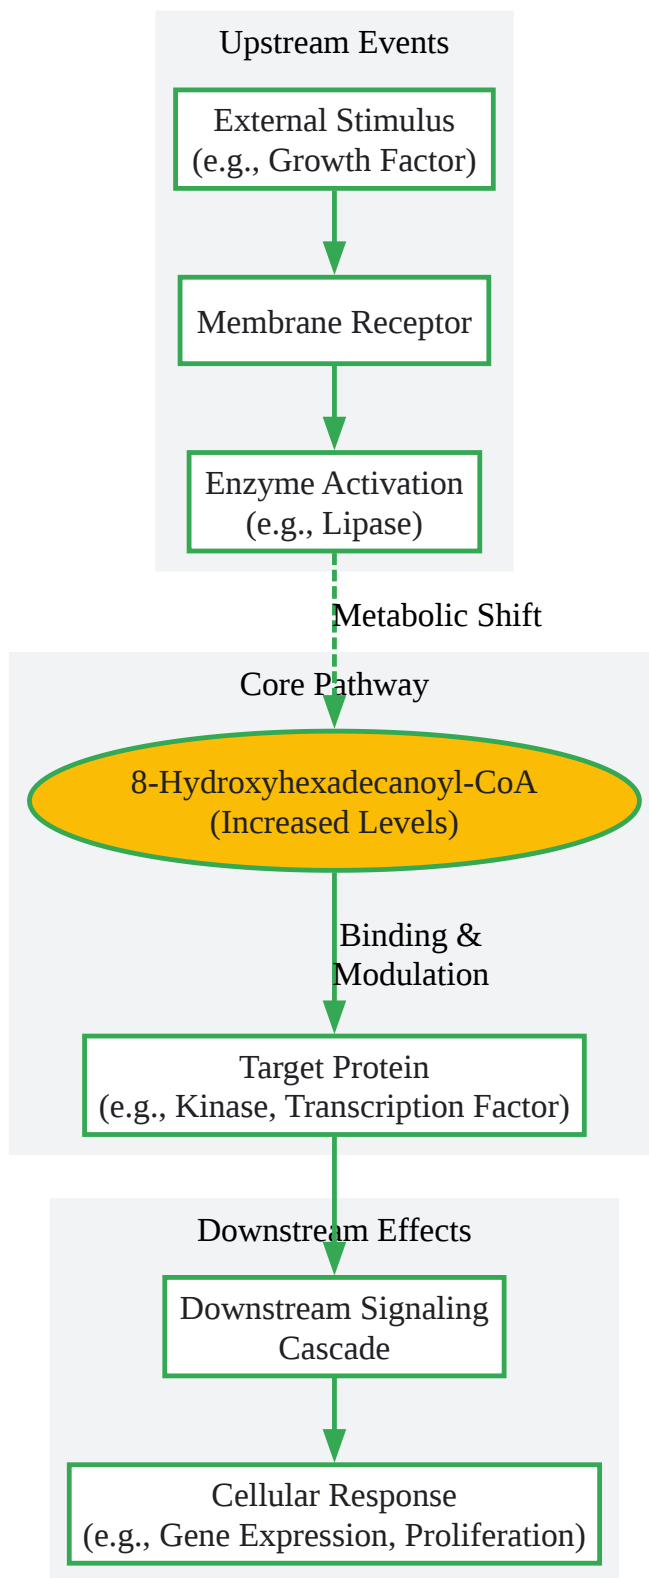 Upstream Events
External Stimulus
(e.g., Growth Factor)
Membrane Receptor
Enzyme Activation
(e.g., Lipase)
Metabolic Shift
Core Pathway
8-Hydroxyhexadecanoyl-CoA
(Increased Levels)
Binding &
Modulation
Target Protein
(e.g., Kinase, Transcription Factor)
Downstream Effects
Downstream Signaling
Cascade
Cellular Response
(e.g., Gene Expression, Proliferation)